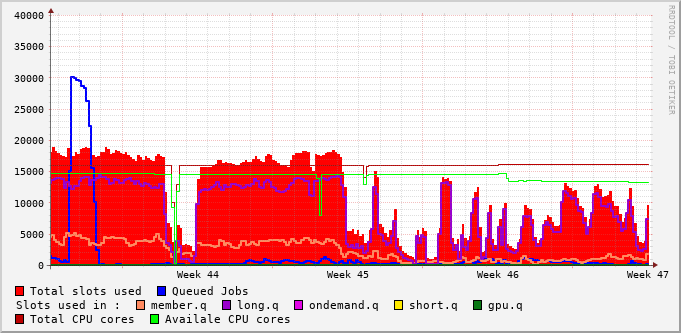 RRDTOOL / TOBI OETIKER
40000
35000
30000
25000
20000
15000
10000
5000
0
Week 44 Week 45 Week 46 Week 47
Total slots used Queued Jobs
Slots used in : member.q long.q ondemand.q short.q gpu.q
Total CPU cores Availale CPU cores